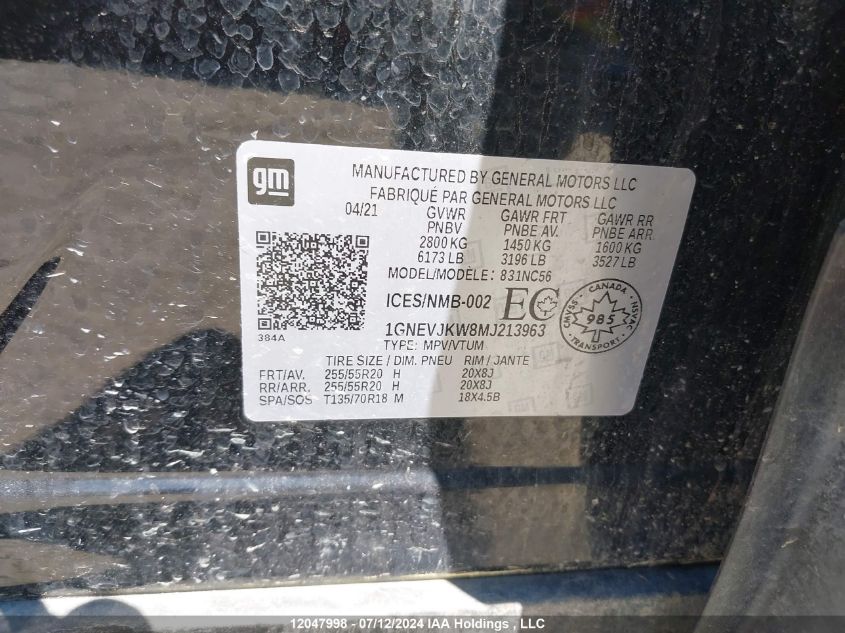 gm
MANUFACTURED BY GENERAL MOTORS LLC
FABRIQUÉ PAR GENERAL MOTORS LLC
04/21 GVWR GAWR FRT GAWR RR
PNBV PNBE AV. PNBE ARR.
2800 KG 1450 KG 1600 KG
6173 LB 3196 LB 3527 LB
MODEL/MODÈLE: 831NC56
ICES/NMB-002 EC
CANADA
CMVSS 985 NSVAC
TRANSPORT
384A
1GNEVJKW8MJ213963
TYPE: MPV/VTUM
TIRE SIZE / DIM. PNEU RIM / JANTE
FRT/AV. 255/55R20 H 20X8J
RR/ARR. 255/55R20 H 20X8J
SPA/SOS T135/70R18 M 18X4.5B
12047998 - 07/12/2024 IAA Holdings , LLC